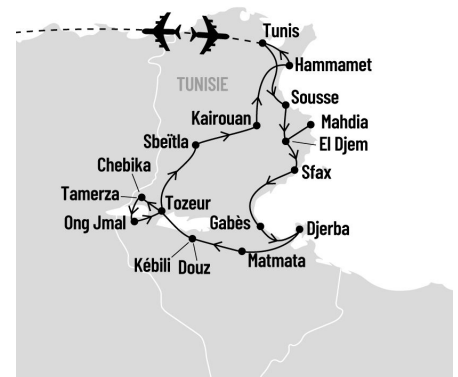 Tunis
Hammamet
TUNISIE
Sousse
Kairouan
Mahdia
Sbeïtla
El Djem
Chebika
Sfax
Tamerza
Tozeur
Ong Jmal
Gabès
Djerba
Kébili
Douz
Matmata